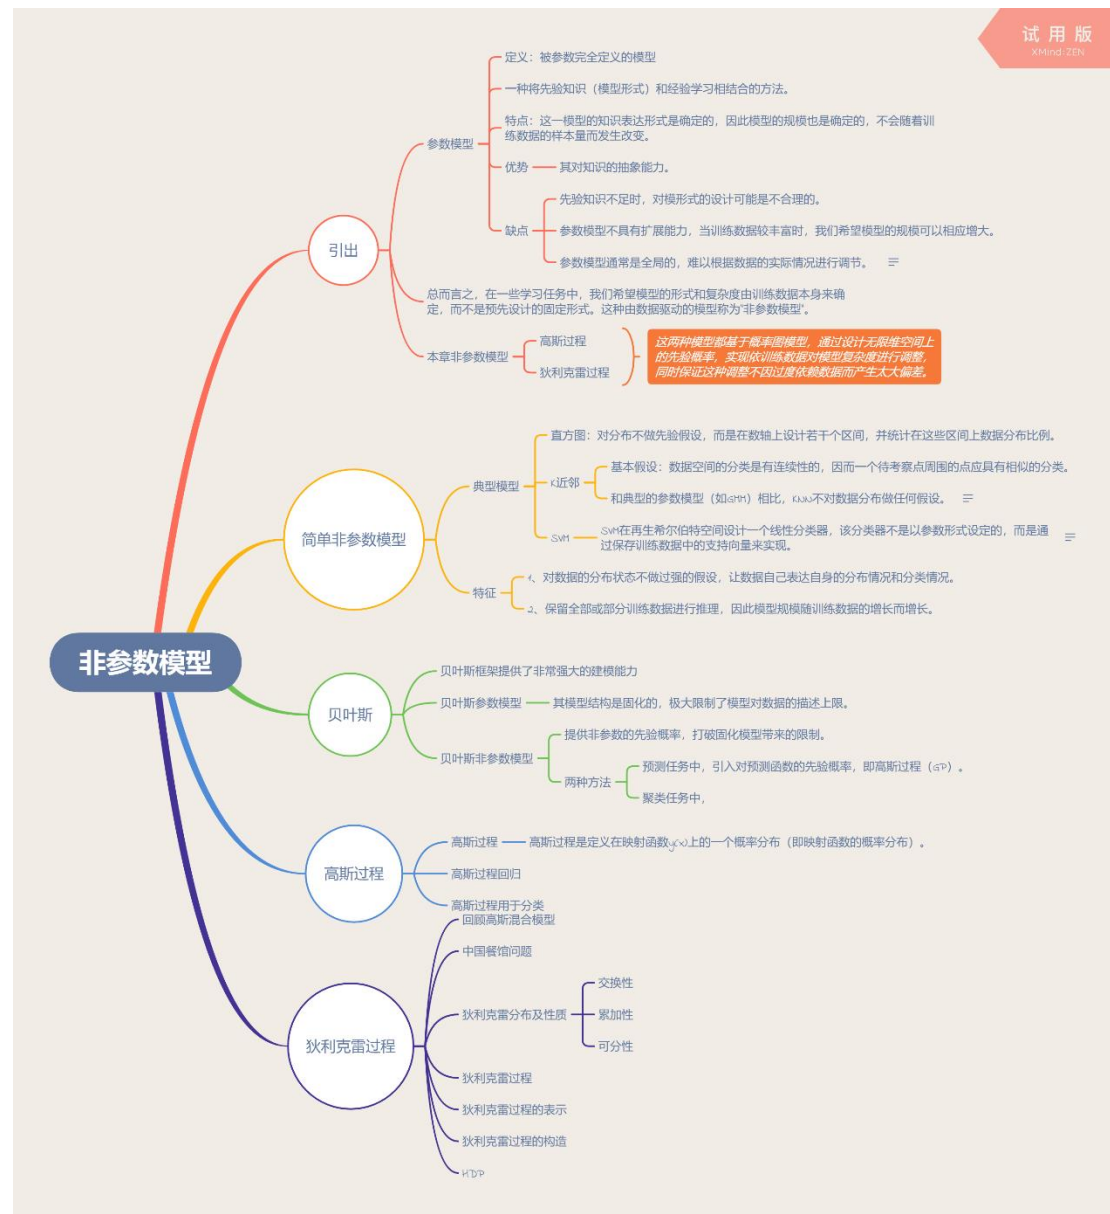 试用版
XMind:ZEN
非参数模型
引出
参数模型
定义：被参数完全定义的模型
一种将先验知识（模型形式）和经验学习相结合的方法。
特点：这一模型的知识表达形式是确定的，因此模型的规模也是确定的，不会随着训
练数据的样本量而发生改变。
优势
其对知识的抽象能力。
缺点
先验知识不足时，对模形式的设计可能是不合理的。
参数模型不具有扩展能力，当训练数据较丰富时，我们希望模型的规模可以相应增大。
参数模型通常是全局的，难以根据数据的实际情况进行调节。
总而言之，在一些学习任务中，我们希望模型的形式和复杂度由训练数据本身来确
定，而不是预先设计的固定形式。这种由数据驱动的模型称为“非参数模型”。
本章非参数模型
高斯过程
狄利克雷过程
这两种模型都基于概率图模型，通过设计无限维空间上
的先验概率，实现依训练数据对模型复杂度进行调整，
同时保证这种调整不因过度依赖数据而产生太大偏差。
简单非参数模型
典型模型
直方图：对分布不做先验假设，而是在数轴上设计若干个区间，并统计在这些区间上数据分布比例。
K近邻
基本假设：数据空间的分类是有连续性的，因而一个待考察点周围的点应具有相似的分类。
和典型的参数模型（如GMM）相比，KNN不对数据分布做任何假设。
SVM
SVM在再生希尔伯特空间设计一个线性分类器，该分类器不是以参数形式设定的，而是通
过保存训练数据中的支持向量来实现。
特征
1、对数据的分布状态不做过强的假设，让数据自己表达自身的分布情况和分类情况。
2、保留全部或部分训练数据进行推理，因此模型规模随训练数据的增长而增长。
贝叶斯
贝叶斯框架提供了非常强大的建模能力
贝叶斯参数模型
其模型结构是固化的，极大限制了模型对数据的描述上限。
贝叶斯非参数模型
提供非参数的先验概率，打破固化模型带来的限制。
两种方法
预测任务中，引入对预测函数的先验概率，即高斯过程（GP）。
聚类任务中，
高斯过程
高斯过程
高斯过程是定义在映射函数y(x)上的一个概率分布（即映射函数的概率分布）。
高斯过程回归
高斯过程用于分类
狄利克雷过程
回顾高斯混合模型
中国餐馆问题
狄利克雷分布及性质
交换性
累加性
可分性
狄利克雷过程
狄利克雷过程的表示
狄利克雷过程的构造
HDP